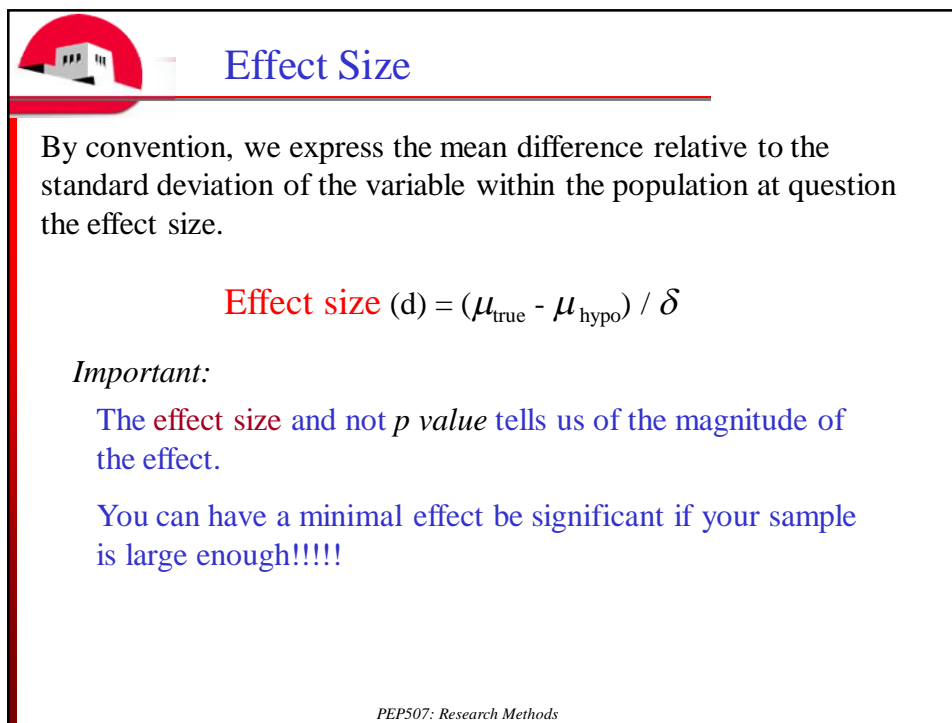 Effect Size
By convention, we express the mean difference relative to the
standard deviation of the variable within the population at question
the effect size.
Effect size (d) = (μtrue - μ hypo) / δ
Important:
The effect size and not p value tells us of the magnitude of
the effect.
You can have a minimal effect be significant if your sample
is large enough!!!!!
PEP507: Research Methods